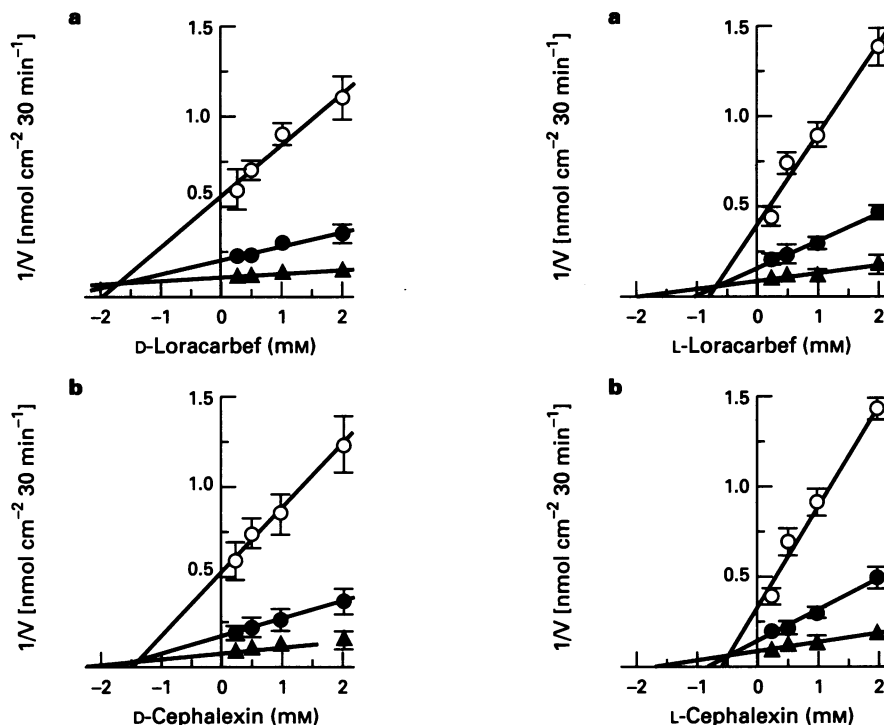 a
1/V [nmol cm−2 30 min−1]
1.5
1.0
0.5
−2 −1 0 1 2
D-Loracarbef (mM)
a
1/V [nmol cm−2 30 min−1]
1.5
1.0
0.5
−2 −1 0 1 2
L-Loracarbef (mM)
b
1/V [nmol cm−2 30 min−1]
1.5
1.0
0.5
−2 −1 0 1 2
D-Cephalexin (mM)
b
1/V [nmol cm−2 30 min−1]
1.5
1.0
0.5
−2 −1 0 1 2
L-Cephalexin (mM)